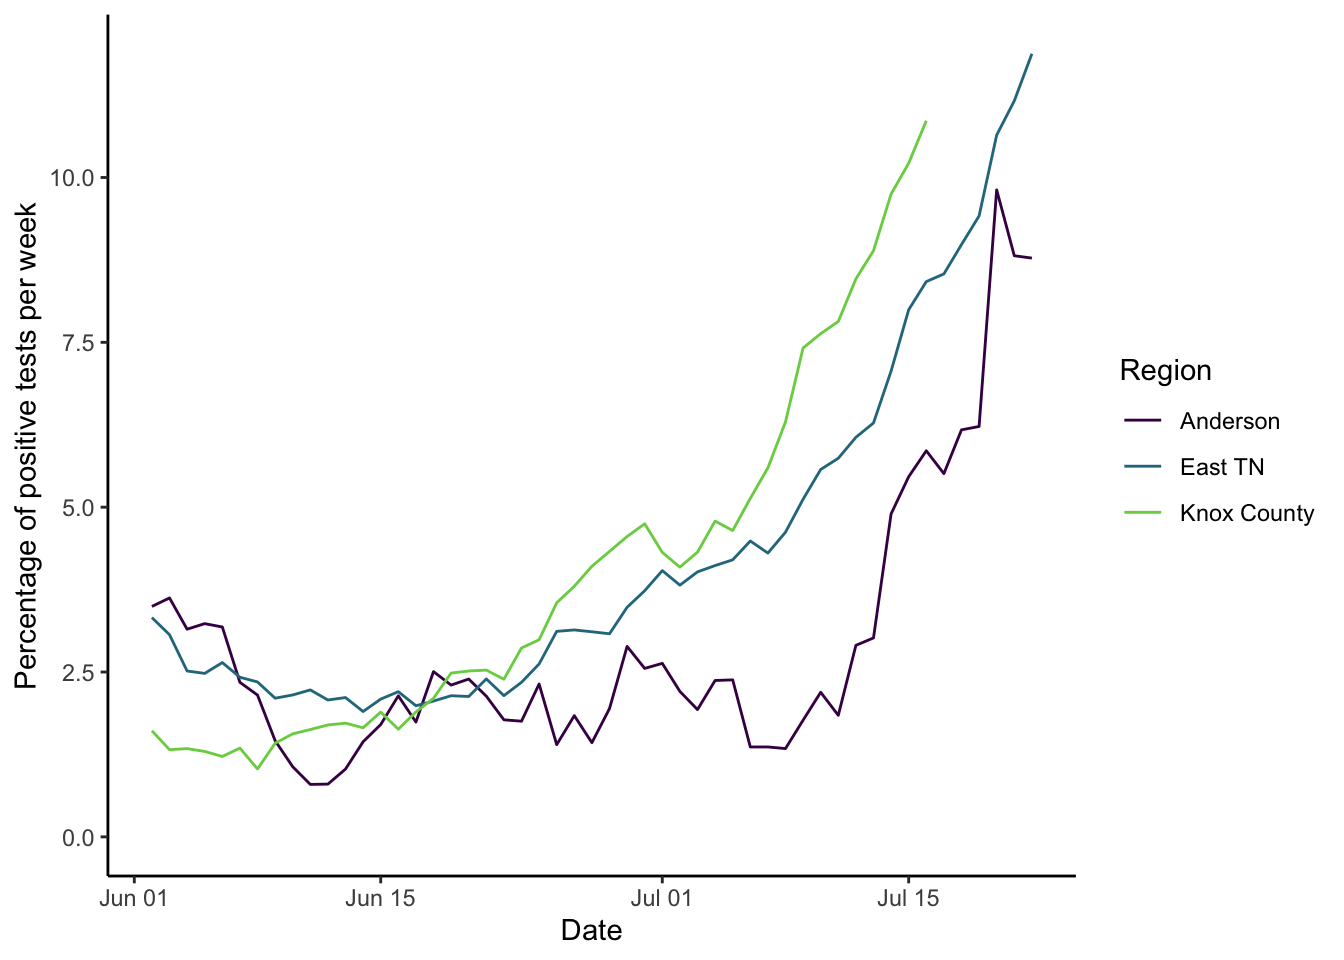 Percentage of positive tests per week
10.0
7.5
5.0
2.5
0.0
Jun 01
Jun 15
Jul 01
Jul 15
Date
Region
Anderson
East TN
Knox County